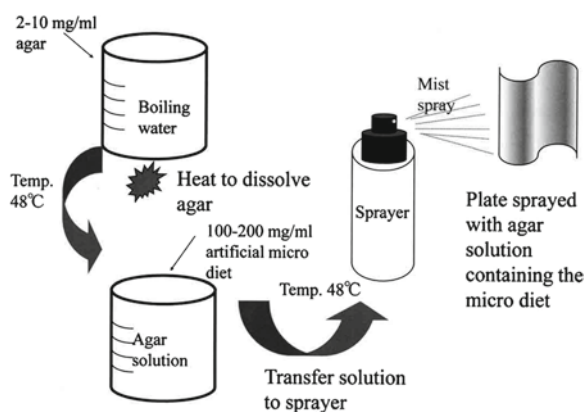 2-10 mg/ml
agar
Boiling
water
Temp.
48℃
Heat to dissolve
agar
100-200 mg/ml
artificial micro
diet
Agar
solution
Temp. 48℃
Transfer solution
to sprayer
Sprayer
Mist
spray
Plate sprayed
with agar
solution
containing the
micro diet